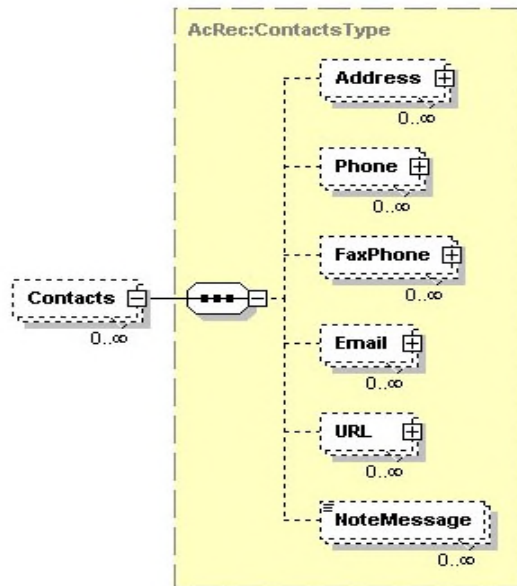 AcRec:ContactsType
Address
0..∞
Phone
0..∞
FaxPhone
0..∞
Contacts
0..∞
Email
0..∞
URL
0..∞
NoteMessage
0..∞